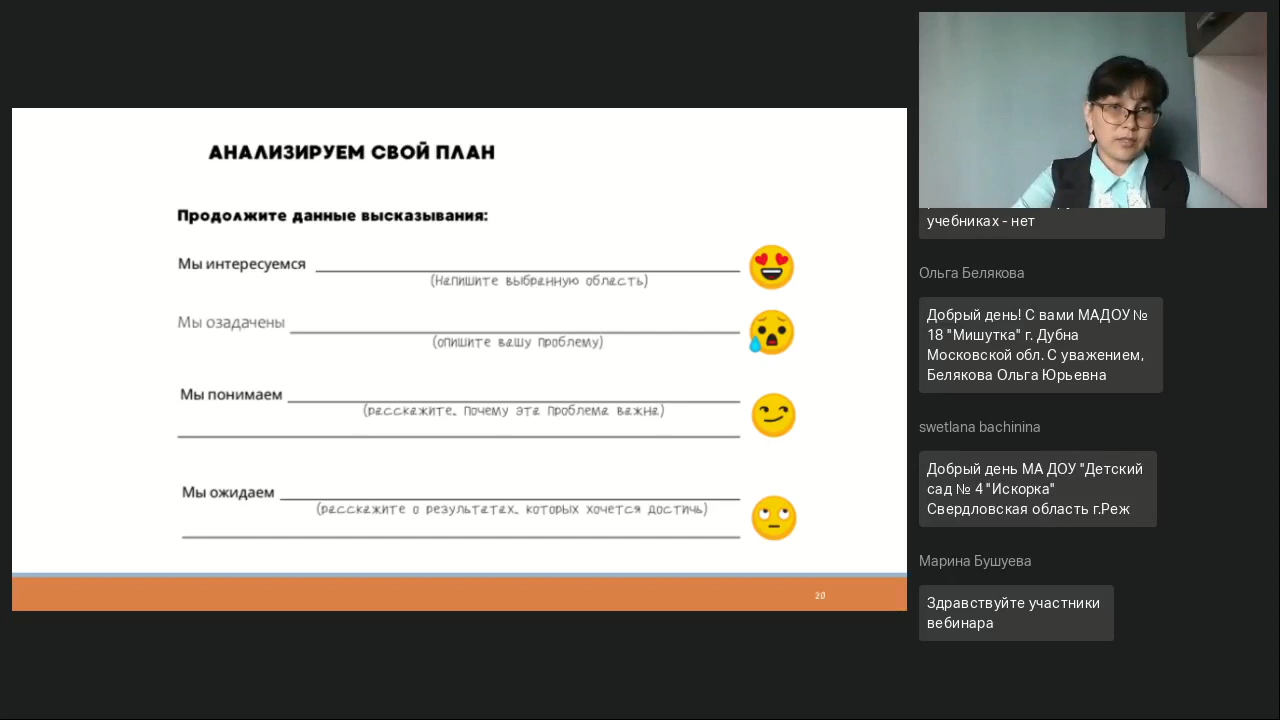 АНАЛИЗИРУЕМ СВОЙ ПЛАН
Продолжите данные высказывания:
Мы интересуемся
(Напишите выбранную область)
Мы озадачены
(опишите вашу проблему)
Мы понимаем
(расскажите, почему эта проблема важна)
Мы ожидаем
(расскажите о результатах, которых хочется достичь)
20
учебниках - нет
Ольга Белякова
Добрый день! С вами МАДОУ №
18 "Мишутка" г. Дубна
Московской обл. С уважением,
Белякова Ольга Юрьевна
swetlana bachinina
Добрый день МА ДОУ "Детский
сад № 4 "Искорка"
Свердловская область г.Реж
Марина Бушуева
Здравствуйте участники
вебинара